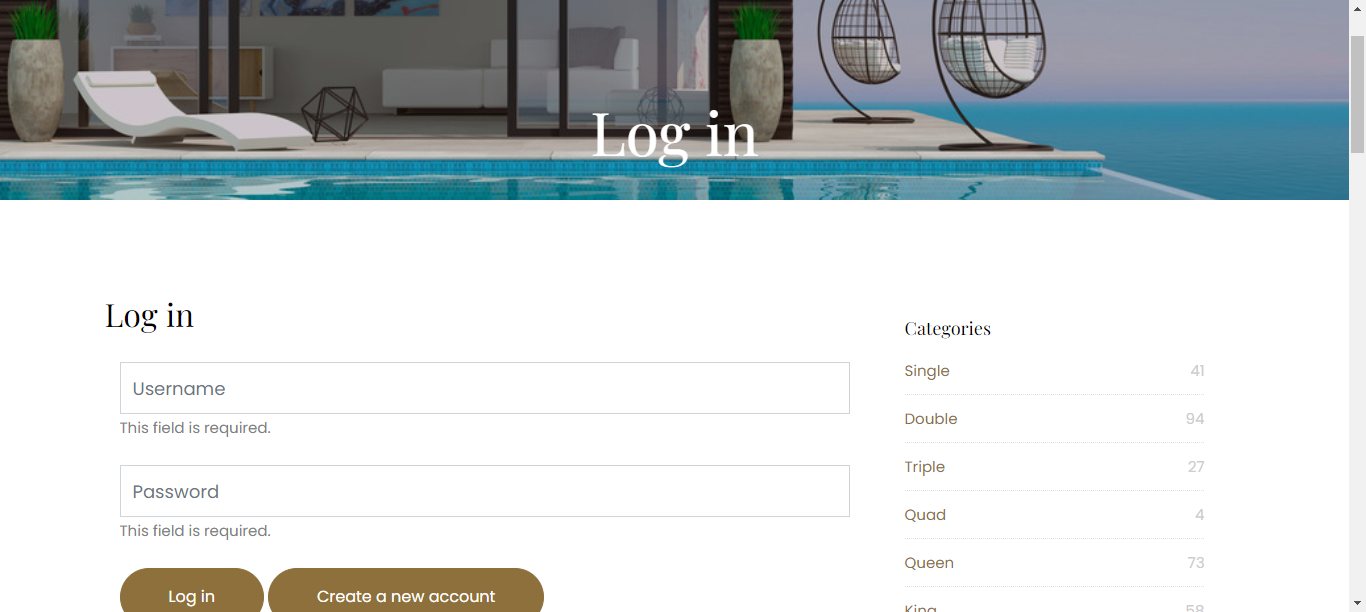 Log in
Log in
Username
This field is required.
Password
This field is required.
Log in
Create a new account
Categories
Single 41
Double 94
Triple 27
Quad 4
Queen 73
King 58